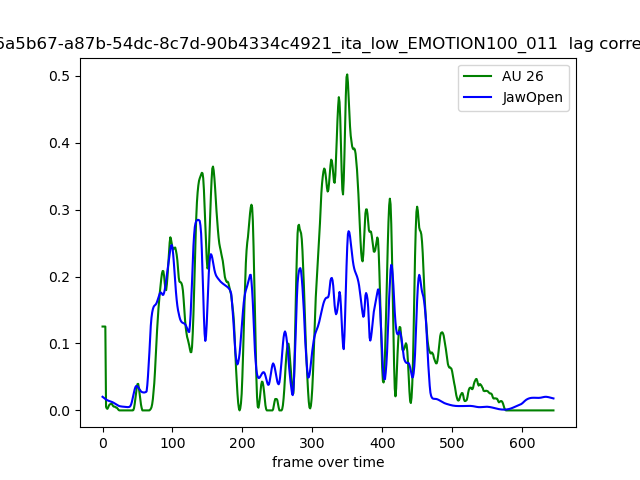 6a5b67-a87b-54dc-8c7d-90b4334c4921_ita_low_EMOTION100_011 lag corre
AU 26
JawOpen
0.5
0.4
0.3
0.2
0.1
0.0
0 100 200 300 400 500 600
frame over time